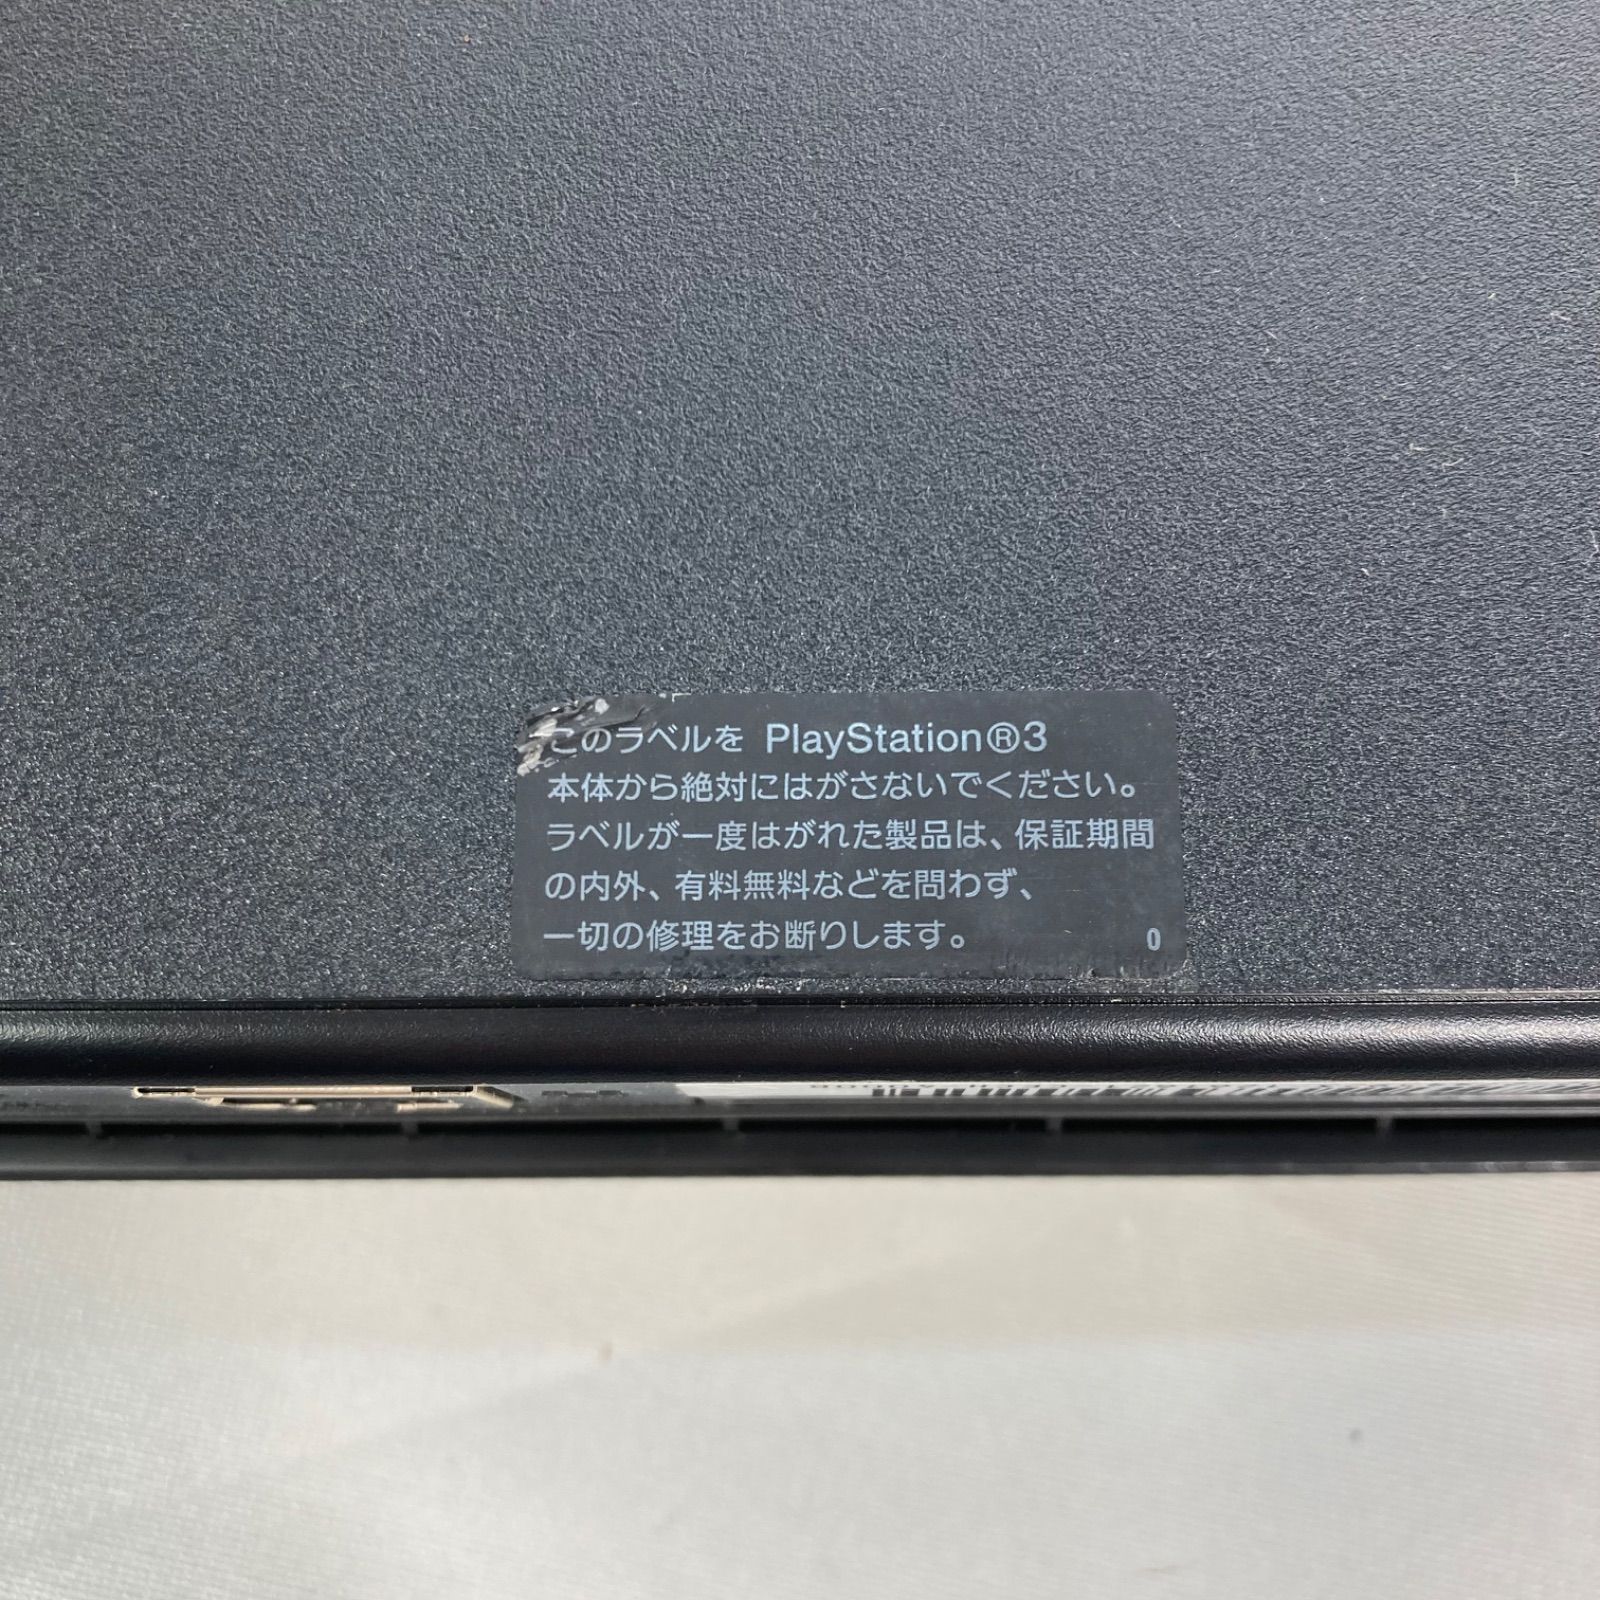 このラベルを PlayStation®3
本体から絶対にはがさないでください。
ラベルが一度はがれた製品は、保証期間
の内外、有料無料などを問わず、
一切の修理をお断りします。 0